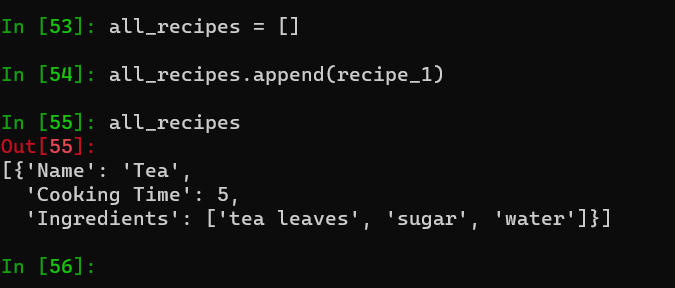 In [53]: all_recipes = []
In [54]: all_recipes.append(recipe_1)
In [55]: all_recipes
Out[55]:
[{'Name': 'Tea',
  'Cooking Time': 5,
  'Ingredients': ['tea leaves', 'sugar', 'water']}]
In [56]: